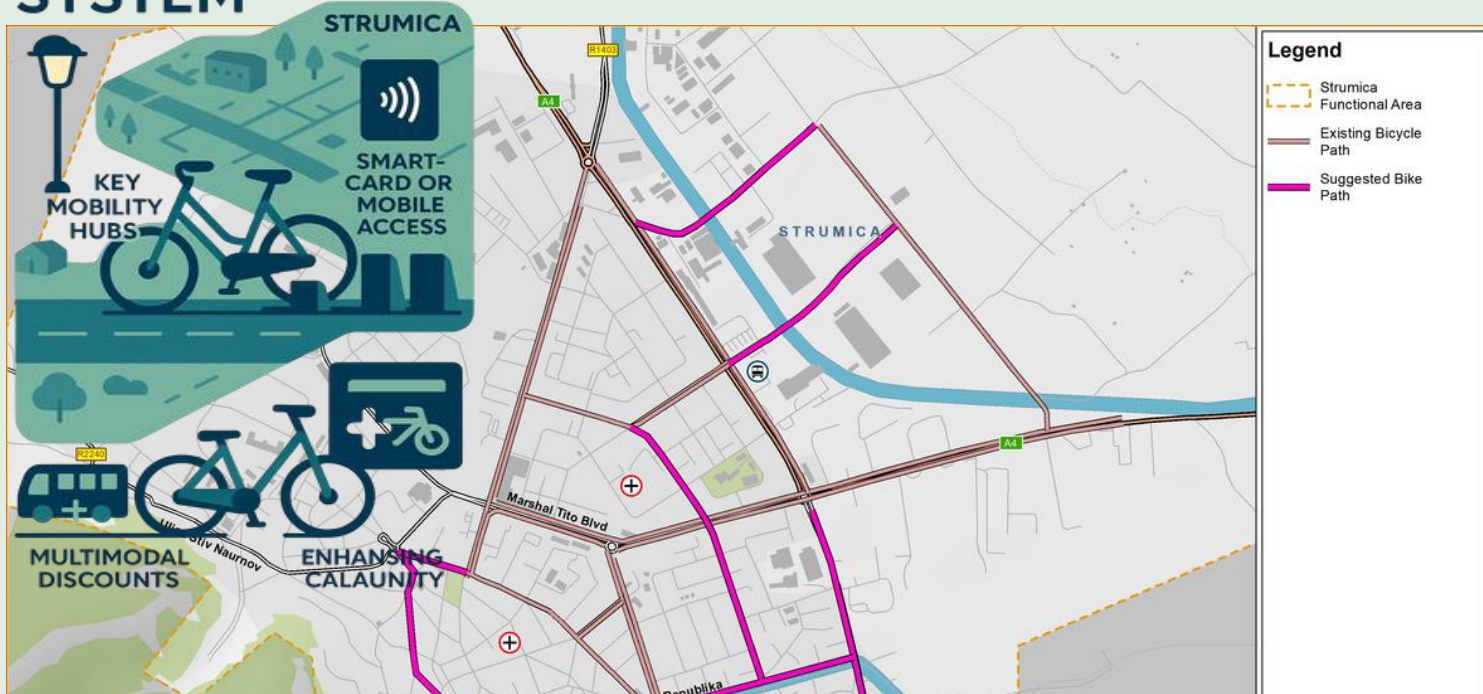 SYSTEM
STRUMICA
SMART-
CARD OR
MOBILE
ACCESS
KEY
MOBILITY
HUBS
MULTIMODAL
DISCOUNTS
ENHANSING
CALAUNITY
R1403
A4
STRUMICA
A4
R2240
Marshal Tito Blvd
Stiv Naumov
Republika
Legend
Strumica
Functional Area
Existing Bicycle
Path
Suggested Bike
Path